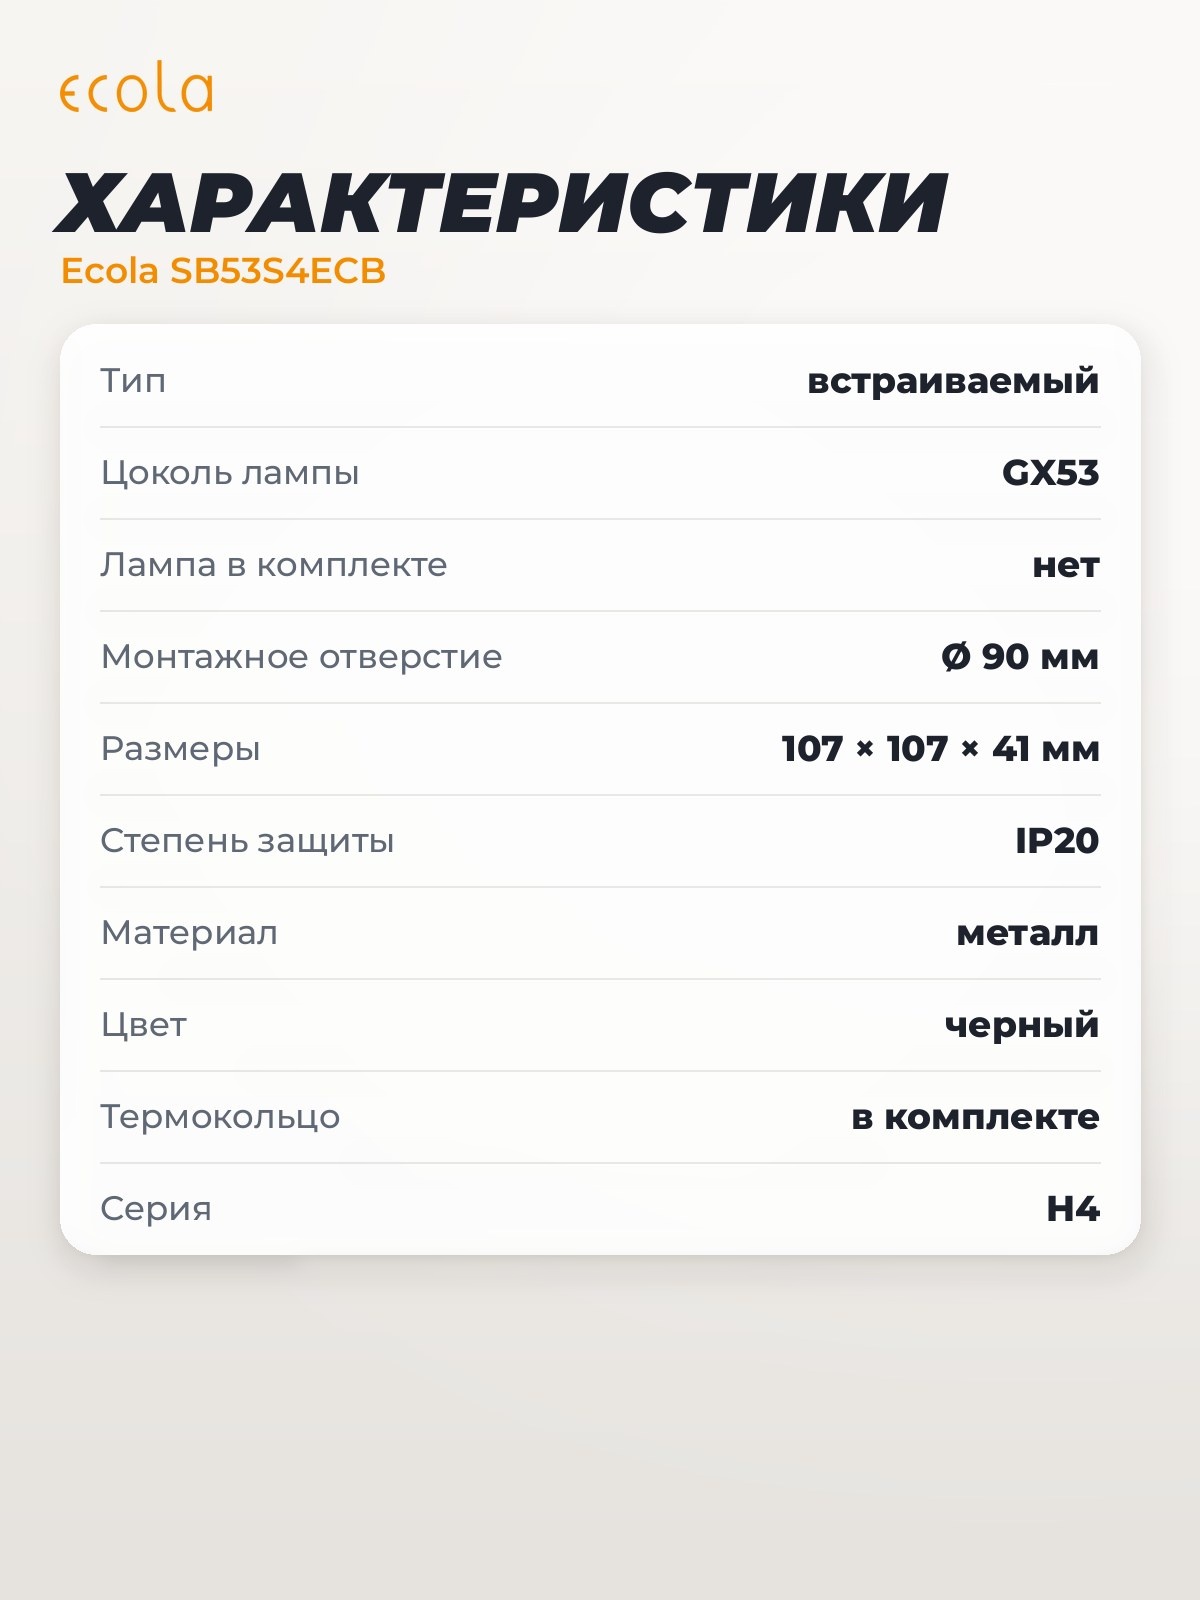 ecola
ХАРАКТЕРИСТИКИ
Ecola SB53S4ECB
Тип встраиваемый
Цоколь лампы GX53
Лампа в комплекте нет
Монтажное отверстие Ø 90 мм
Размеры 107 × 107 × 41 мм
Степень защиты IP20
Материал металл
Цвет черный
Термокольцо в комплекте
Серия H4